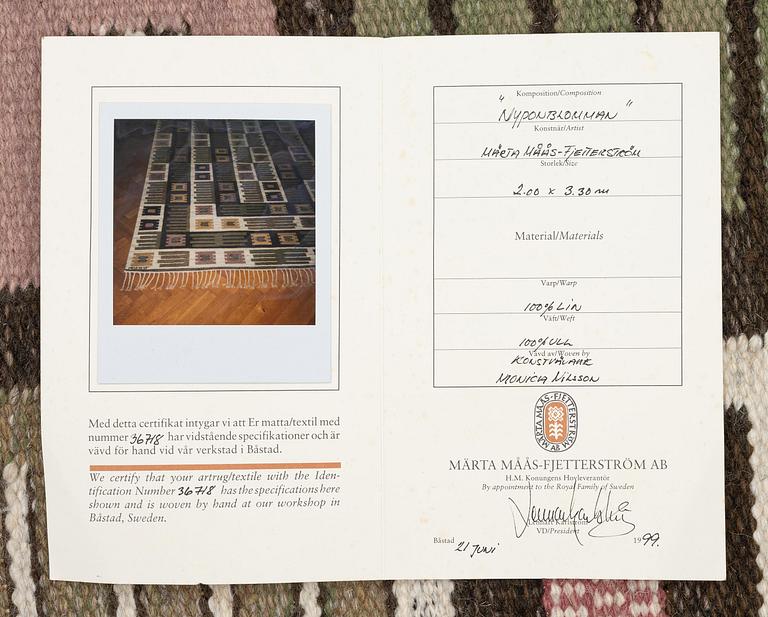 Med detta certifikat intygar vi att Er matta/textil med
nummer 36718 har vidstående specifikationer och är
vävd för hand vid vår verkstad i Båstad.
We certify that your artrug/textile with the Iden-
tification Number 36718 has the specifications here
shown and is woven by hand at our workshop in
Båstad, Sweden.
Komposition/Composition
"NYPONBLOMMAN"
Konstnär/Artist
MÄRTA MÅÅS-FJETTERSTRÖM
Storlek/Size
2.00 x 3.30 m
Material/Materials
Varp/Warp
100% LIN
Väft/Weft
100% ULL
Vävd av/Woven by
KONSTVÄVARE
MONICA NILSSON
MÄRTA MÅÅS-FJETTERSTRÖM AB
MÄRTA MÅÅS-FJETTERSTRÖM AB
H.M. Konungens Hovleverantör
By appointment to the Royal Family of Sweden
VD/President
Båstad 21 JUNI 1999.